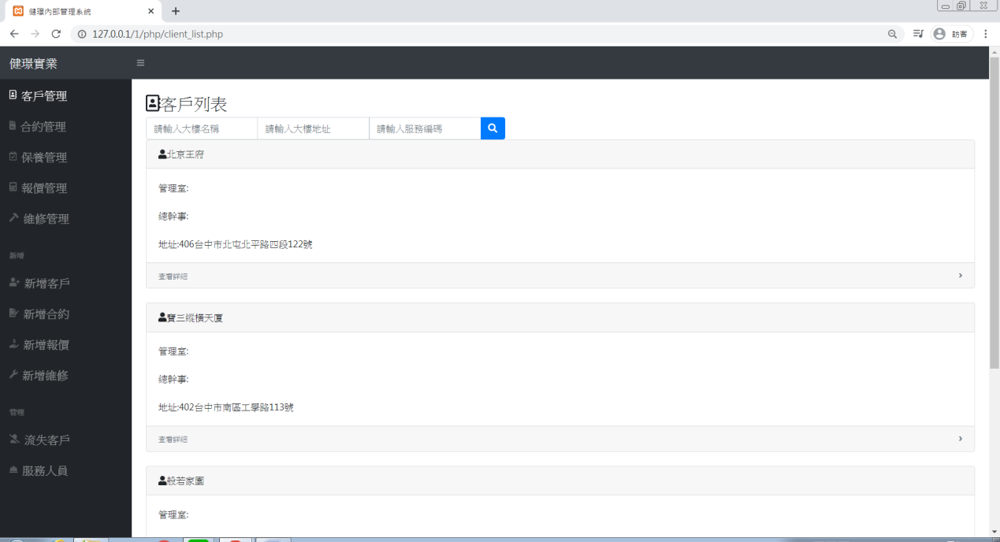 健璟內部管理系統
127.0.0.1/1/php/client_list.php
訪客
健璟實業
客戶管理
合約管理
保養管理
報價管理
維修管理
新增
新增客戶
新增合約
新增報價
新增維修
管理
流失客戶
服務人員
客戶列表
請輸入大樓名稱
請輸入大樓地址
請輸入服務編碼
北京王府
管理室:
總幹事:
地址:406台中市北屯北平路四段122號
查看詳細
寶三縱橫天廈
管理室:
總幹事:
地址:402台中市南區工學路113號
查看詳細
般若家園
管理室: